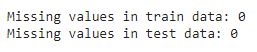 Missing values in train data: 0
Missing values in test data: 0